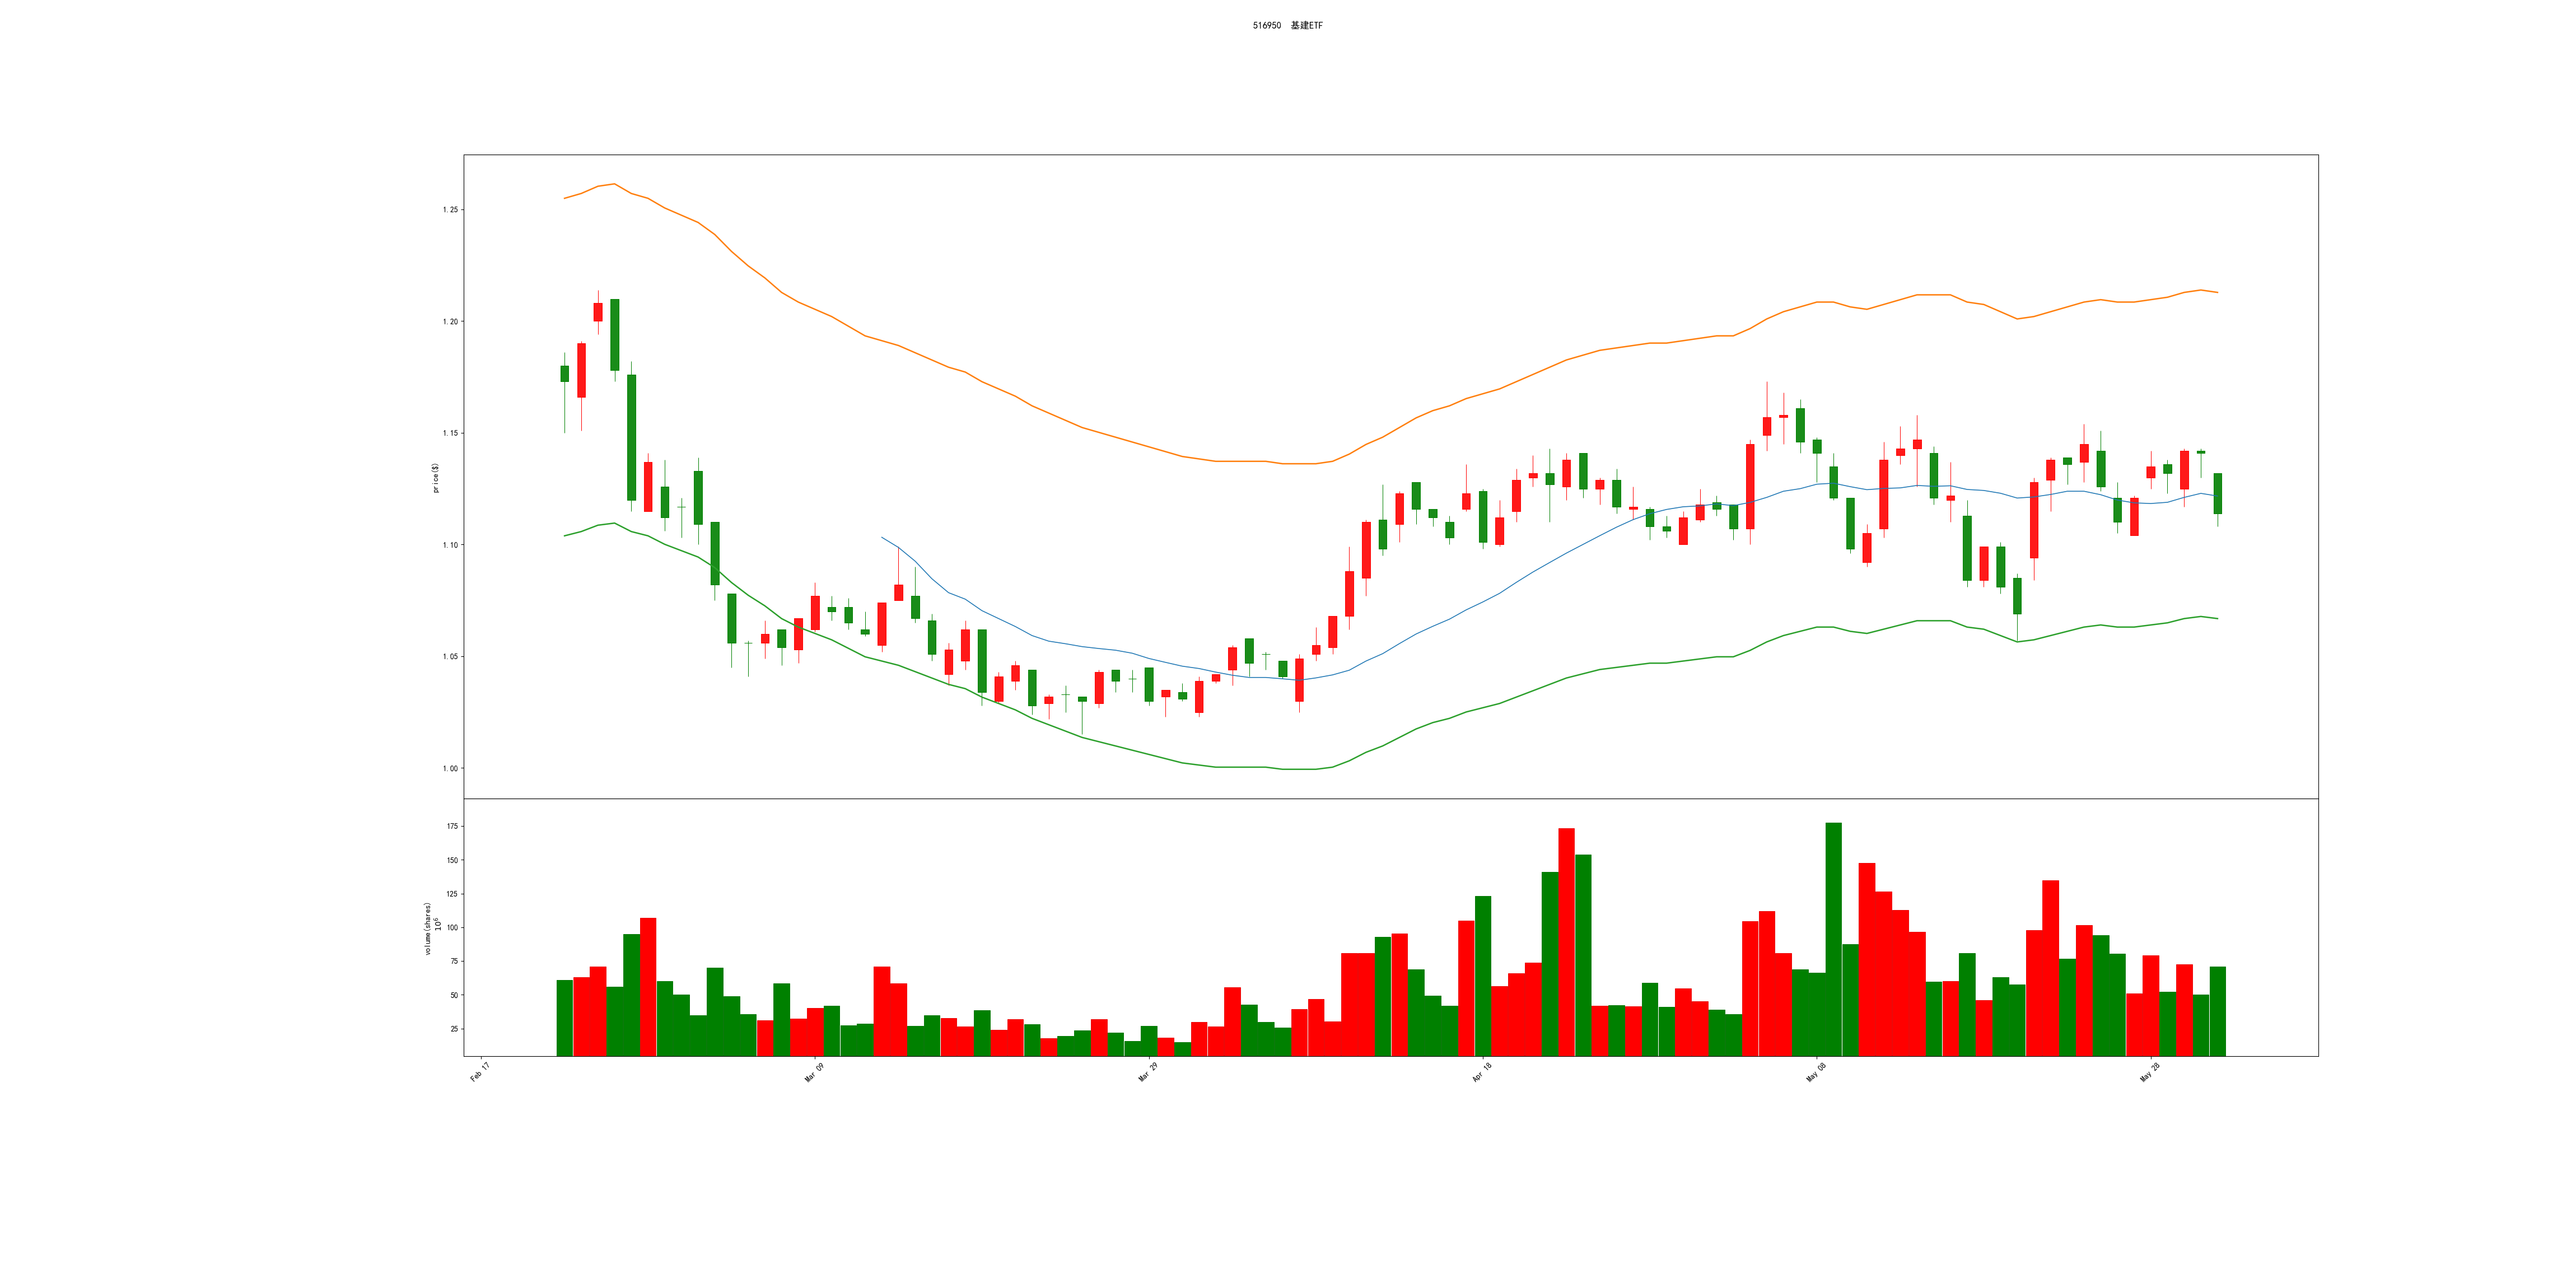 516950  基建ETF
price($)
1.25
1.20
1.15
1.10
1.05
1.00
volume(shares)
10^6
175
150
125
100
75
50
25
Feb 17
Mar 09
Mar 29
Apr 18
May 08
May 28